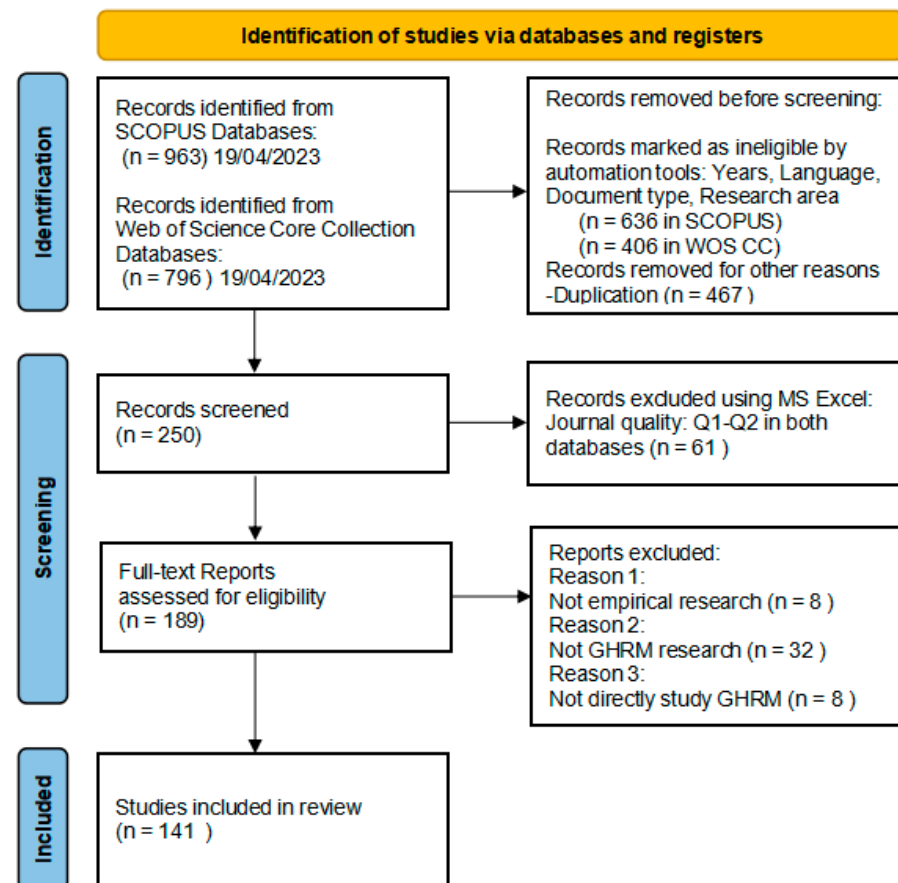 Identification of studies via databases and registers
Identification
Records identified from
SCOPUS Databases:
(n = 963) 19/04/2023
Records identified from
Web of Science Core Collection
Databases:
(n = 796 ) 19/04/2023
Records removed before screening:
Records marked as ineligible by
automation tools: Years, Language,
Document type, Research area
(n = 636 in SCOPUS)
(n = 406 in WOS CC)
Records removed for other reasons
-Duplication (n = 467 )
Screening
Records screened
(n = 250)
Records excluded using MS Excel:
Journal quality: Q1-Q2 in both
databases (n = 61 )
Full-text Reports
assessed for eligibility
(n = 189)
Reports excluded:
Reason 1:
Not empirical research (n = 8 )
Reason 2:
Not GHRM research (n = 32 )
Reason 3:
Not directly study GHRM (n = 8 )
Included
Studies included in review
(n = 141 )